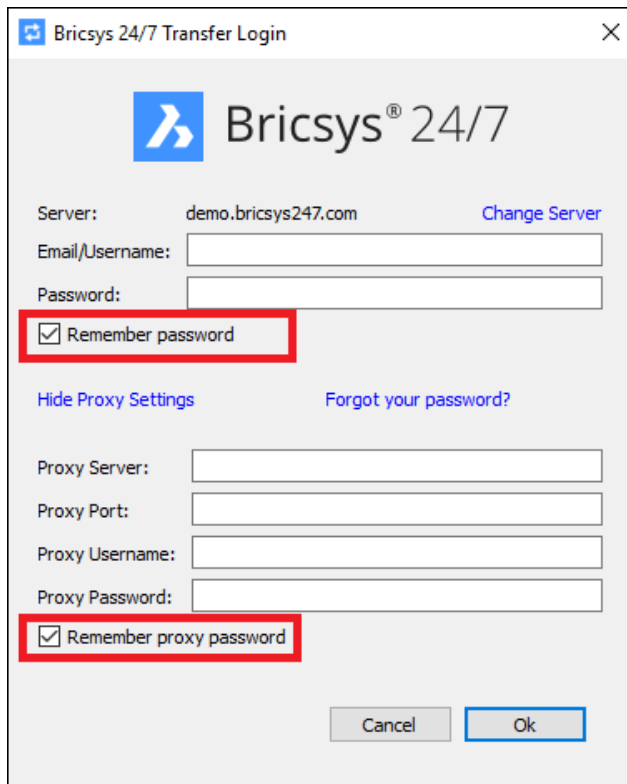 Bricsys 24/7 Transfer Login
Bricsys® 24/7
Server: demo.bricsys247.com Change Server
Email/Username:
Password:
Remember password
Hide Proxy Settings Forgot your password?
Proxy Server:
Proxy Port:
Proxy Username:
Proxy Password:
Remember proxy password
Cancel Ok